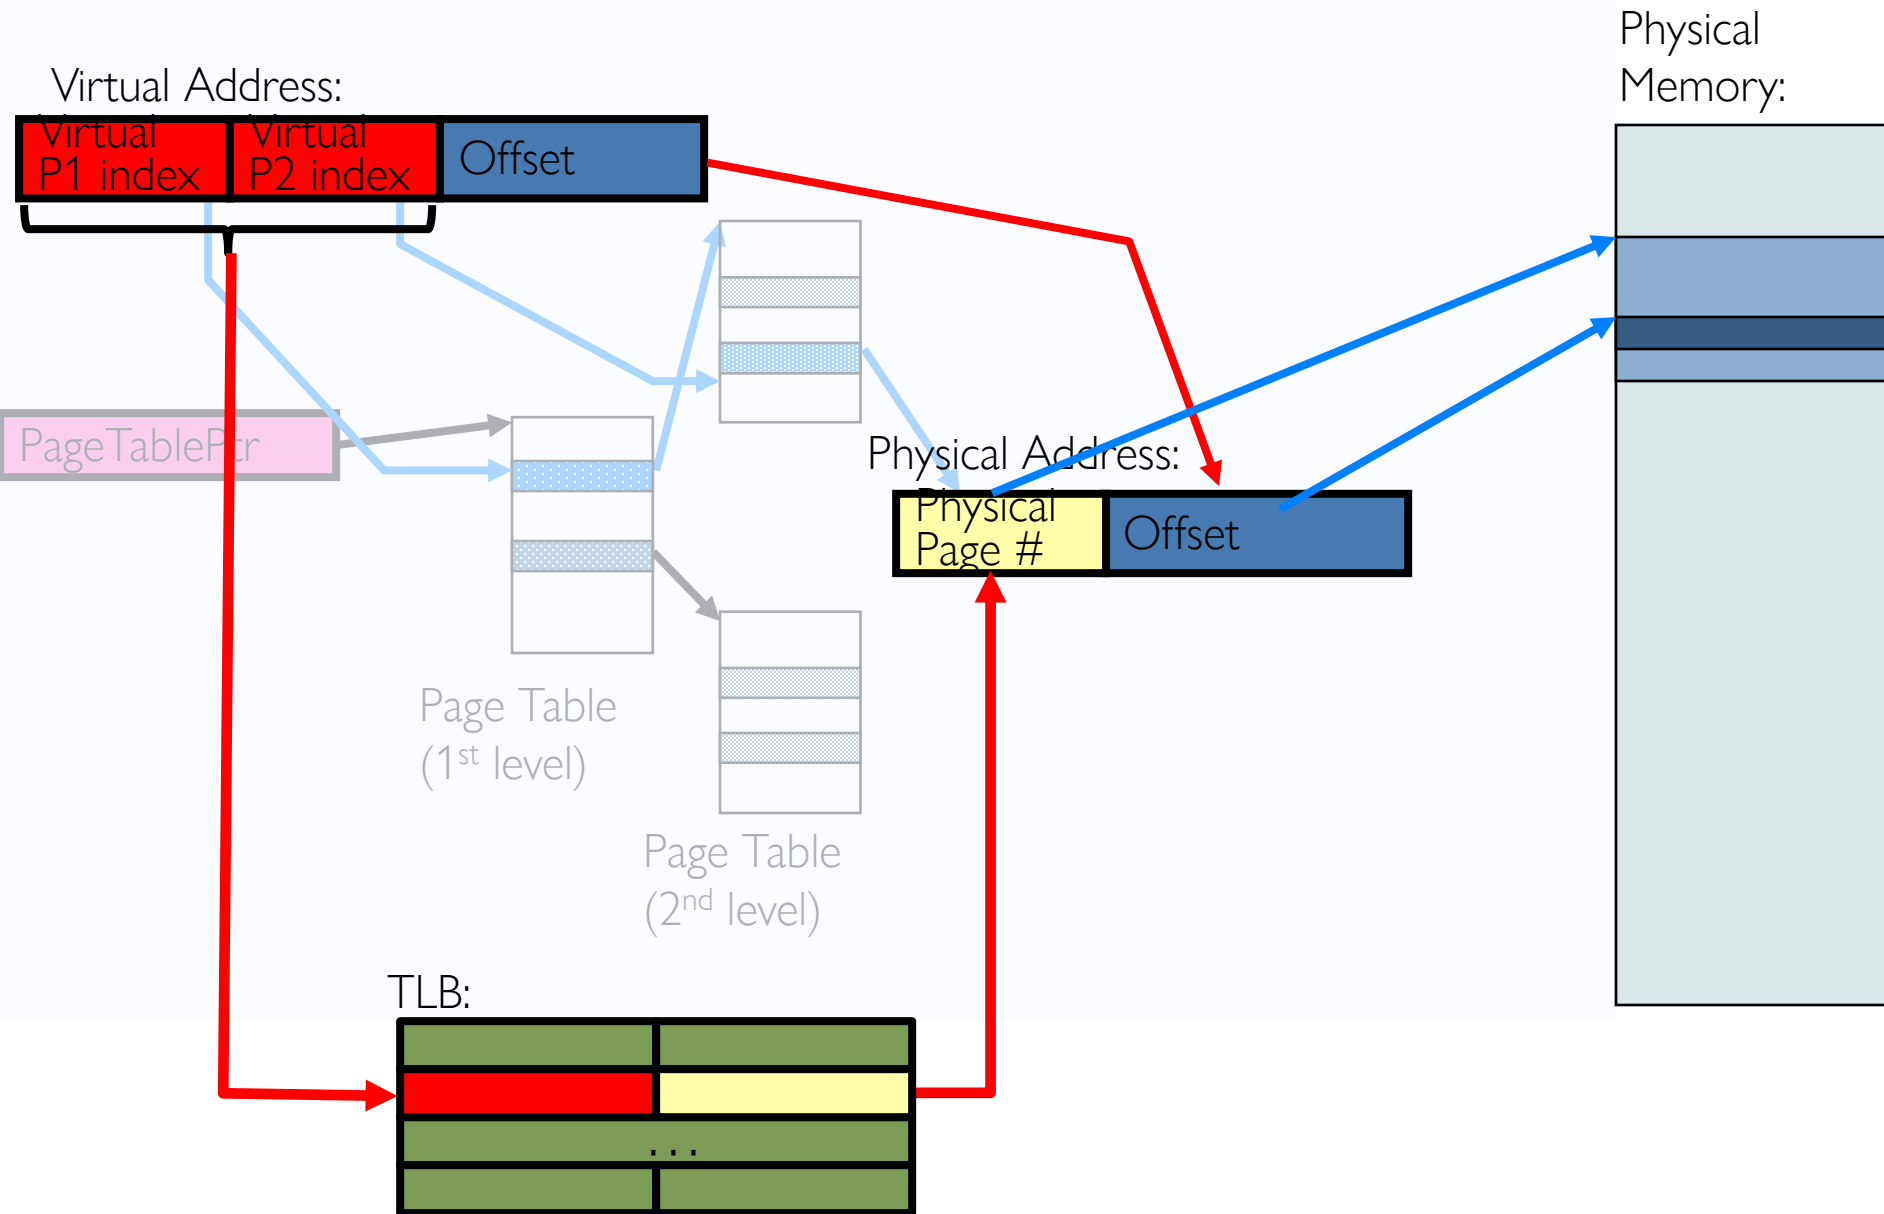 Physical
Memory:
Virtual Address:
Virtual
P1 index
Virtual
P2 index
Offset
PageTablePtr
Physical Address:
Physical
Page #
Offset
Page Table
(1st level)
Page Table
(2nd level)
TLB:
...